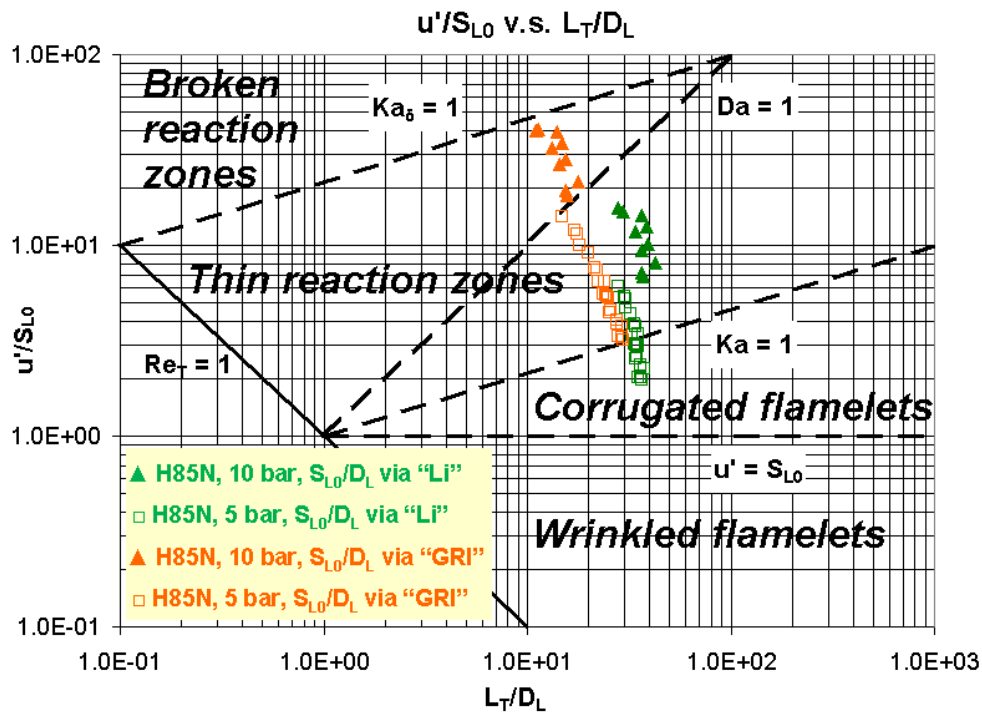 u'/SL0 v.s. LT/DL
1.0E+02
Broken
reaction
zones
Kaδ = 1
Da = 1
1.0E+01
Thin reaction zones
u'/SL0
ReT = 1
Ka = 1
Corrugated flamelets
1.0E+00
u' = SL0
H85N, 10 bar, SL0/DL via “Li”
H85N, 5 bar, SL0/DL via “Li”
H85N, 10 bar, SL0/DL via “GRI”
H85N, 5 bar, SL0/DL via “GRI”
Wrinkled flamelets
1.0E-01
1.0E-01 1.0E+00 1.0E+01 1.0E+02 1.0E+03
LT/DL